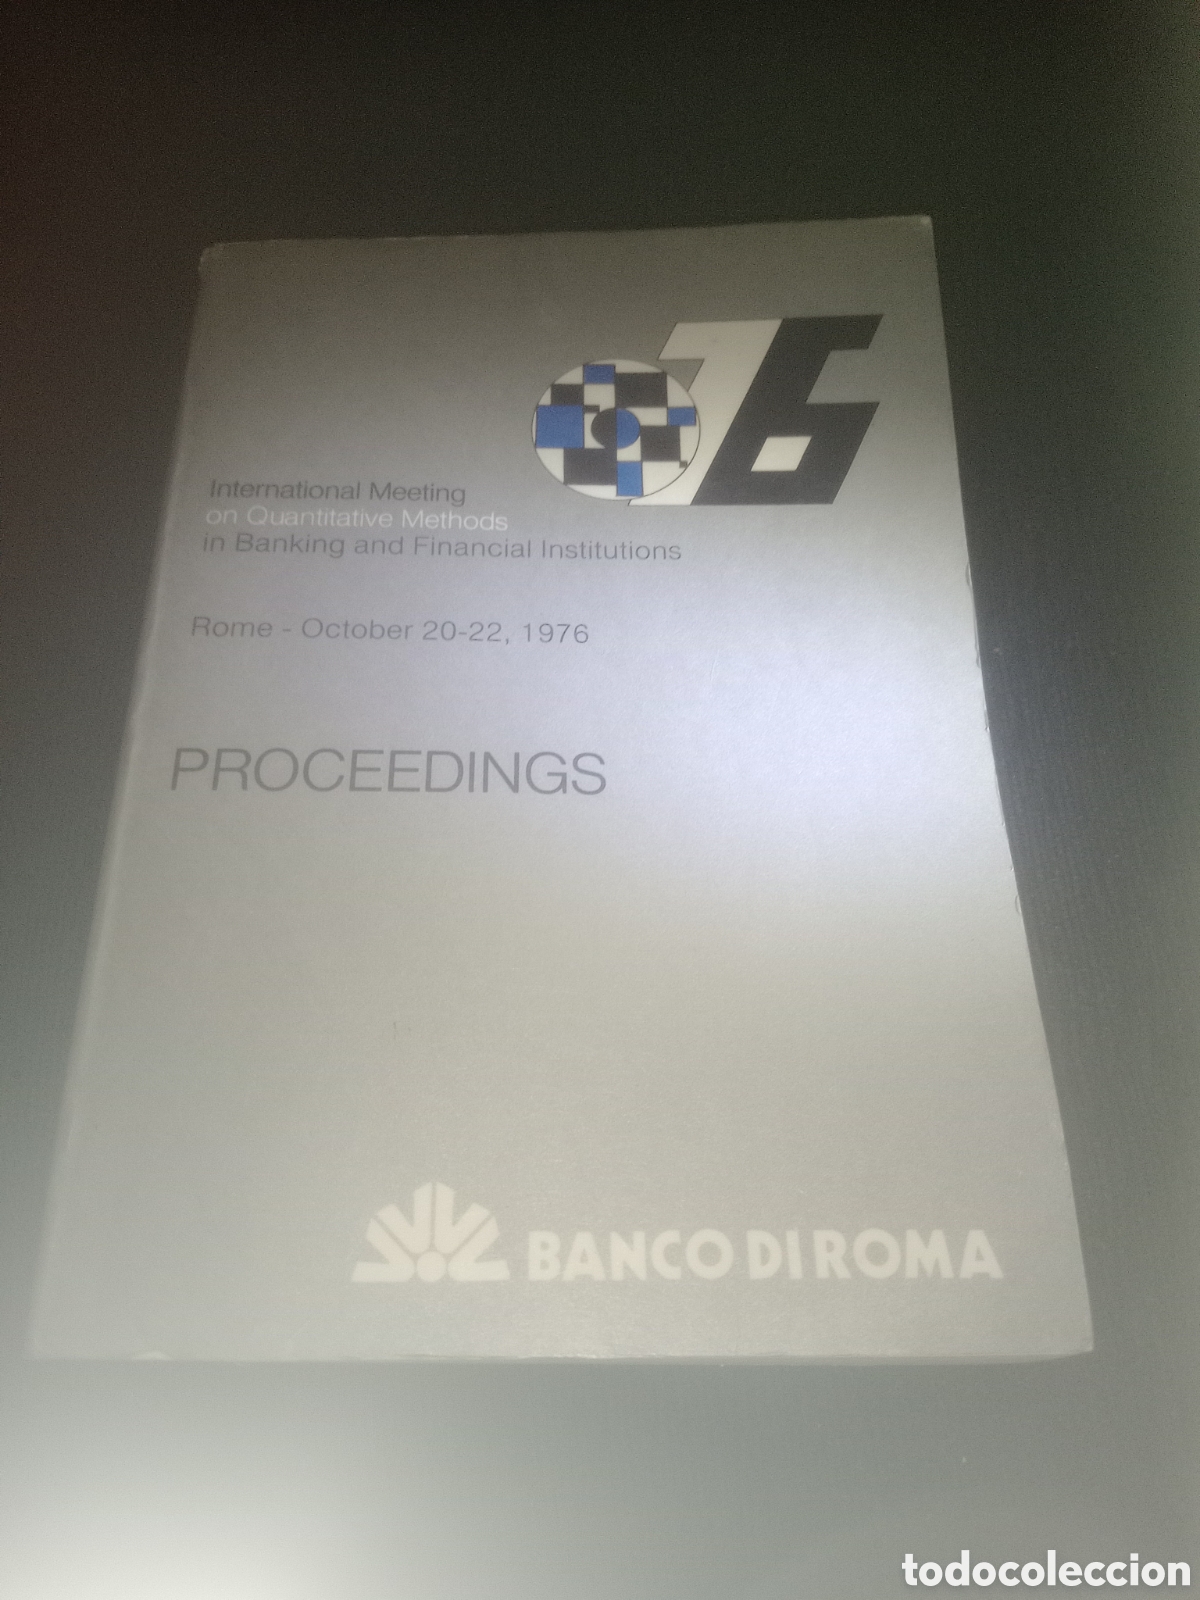 76
International Meeting
on Quantitative Methods
in Banking and Financial Institutions
Rome - October 20-22, 1976
PROCEEDINGS
BANCO DI ROMA
todocoleccion